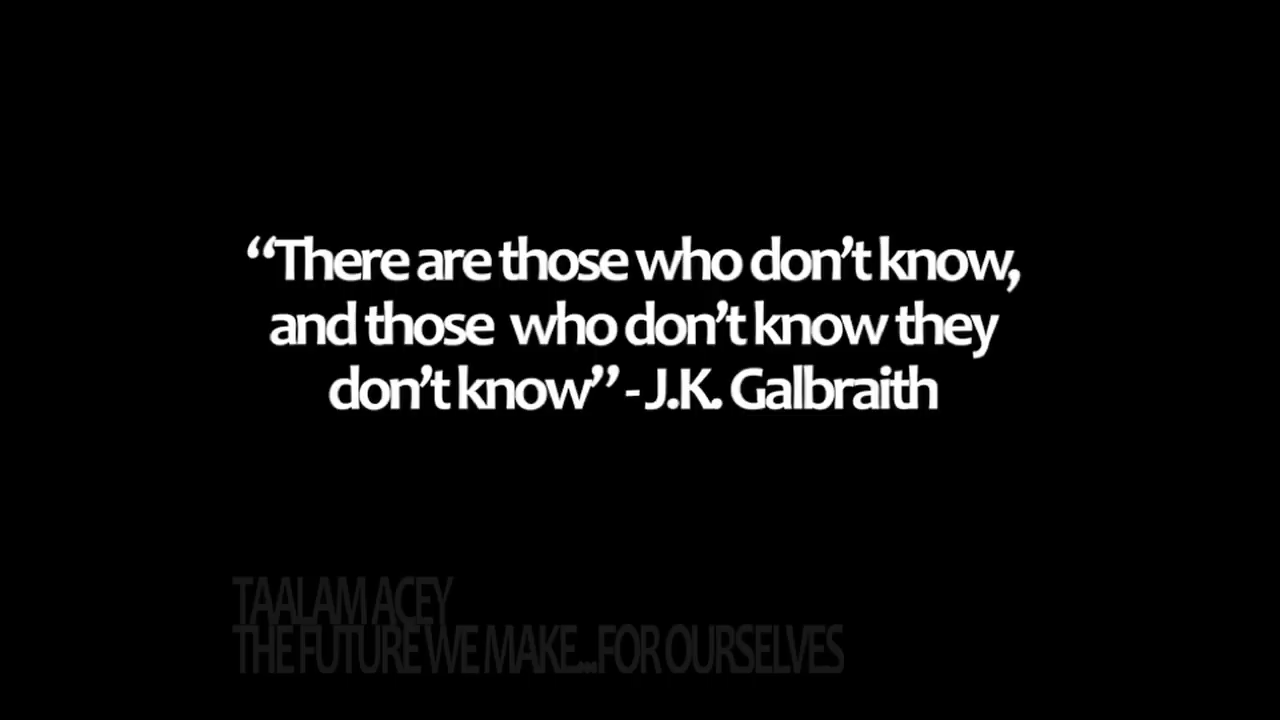 “There are those who don’t know,
and those who don’t know they
don’t know” - J.K. Galbraith
TAALAM ACEY
THE FUTURE WE MAKE...FOR OURSELVES